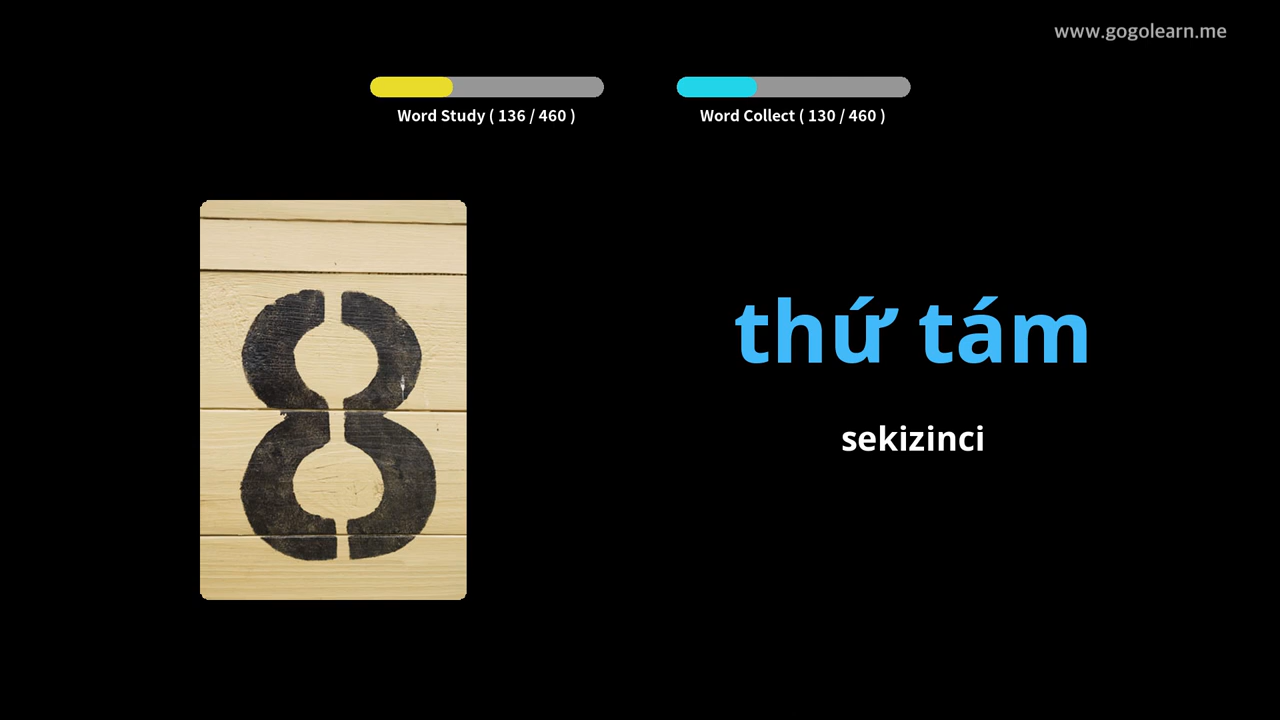 www.gogolearn.me
Word Study ( 136 / 460 )
Word Collect ( 130 / 460 )
8
thứ tám
sekizinci